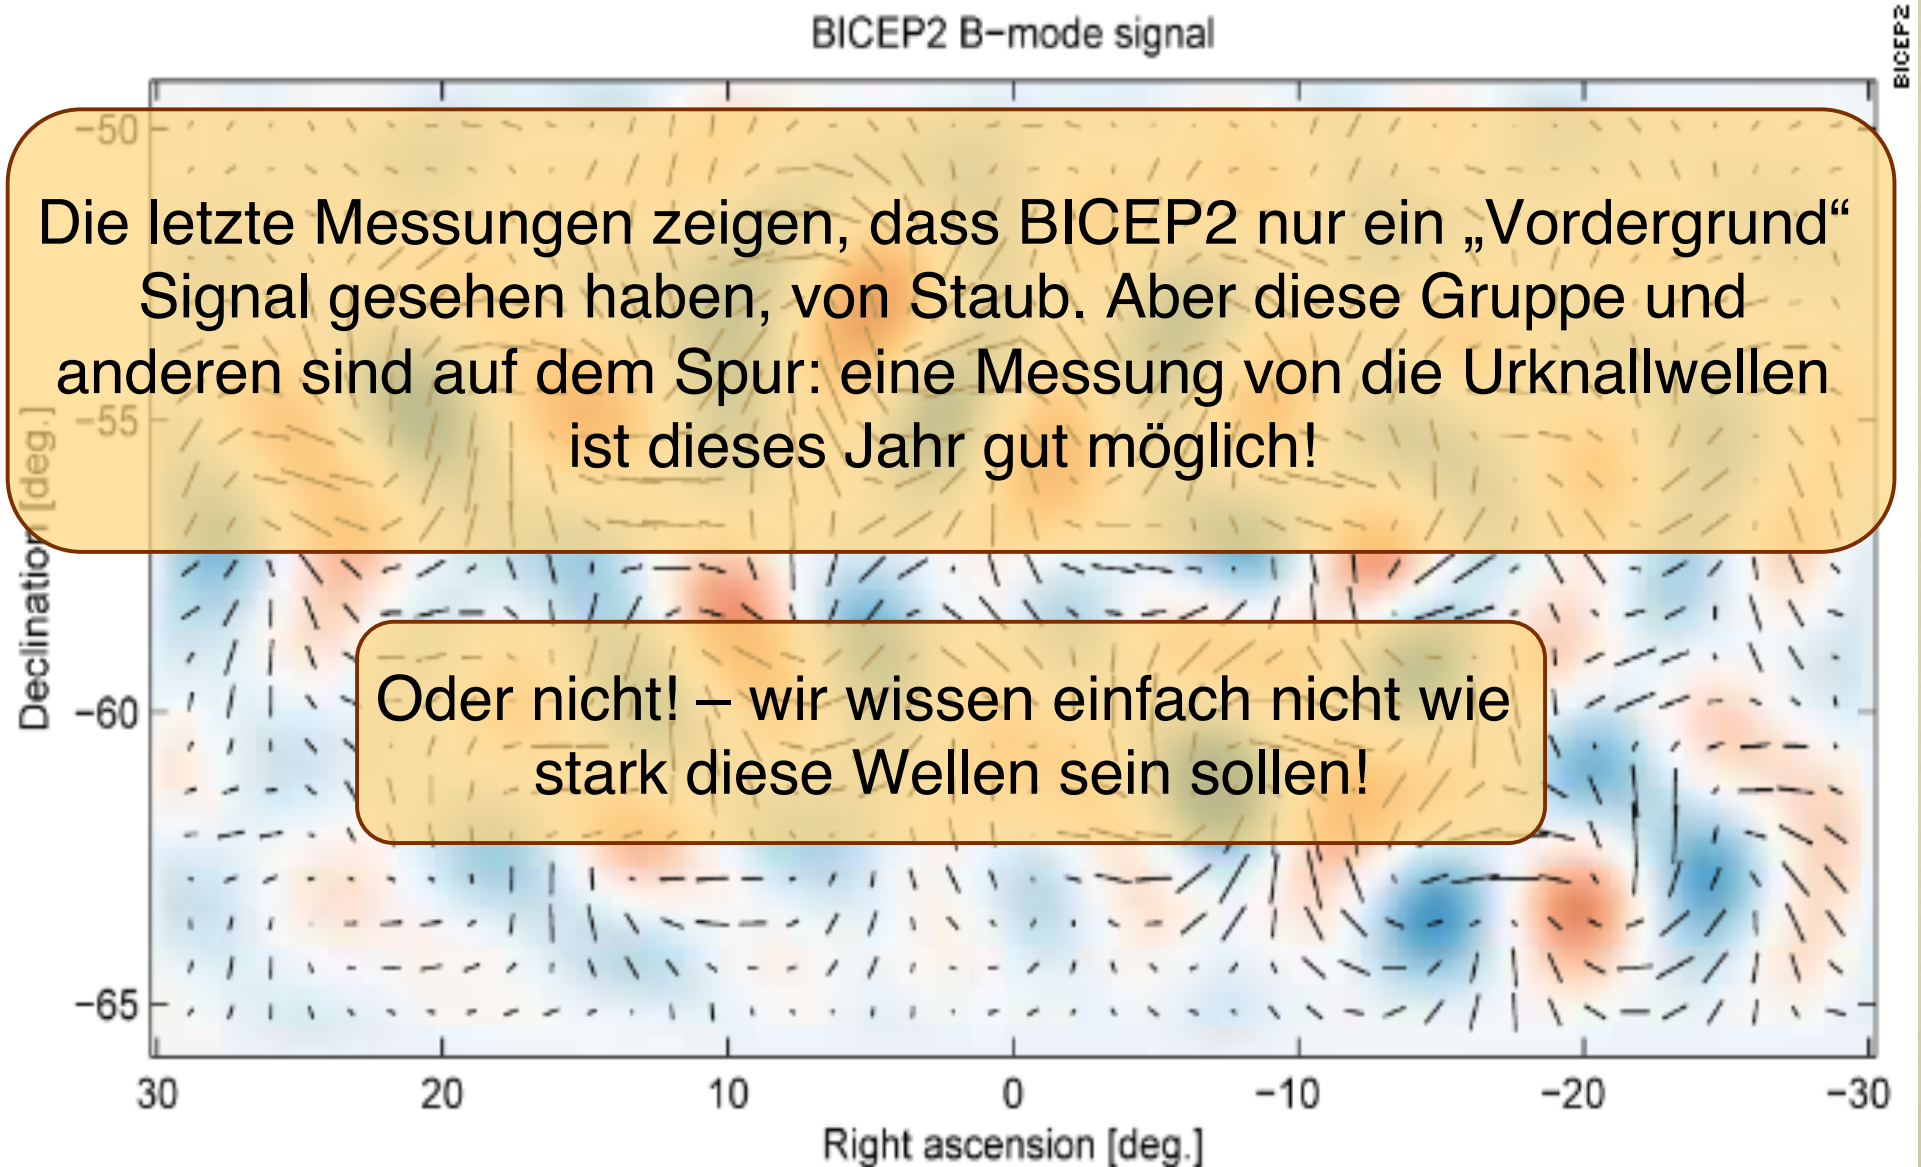 BICEP2 B-mode signal
BICEP2
-50
Die letzte Messungen zeigen, dass BICEP2 nur ein „Vordergrund“
Signal gesehen haben, von Staub. Aber diese Gruppe und
anderen sind auf dem Spur: eine Messung von die Urknallwellen
ist dieses Jahr gut möglich!
-55
Declination [deg.]
Oder nicht! – wir wissen einfach nicht wie
stark diese Wellen sein sollen!
-60
-65
30 20 10 0 -10 -20 -30
Right ascension [deg.]